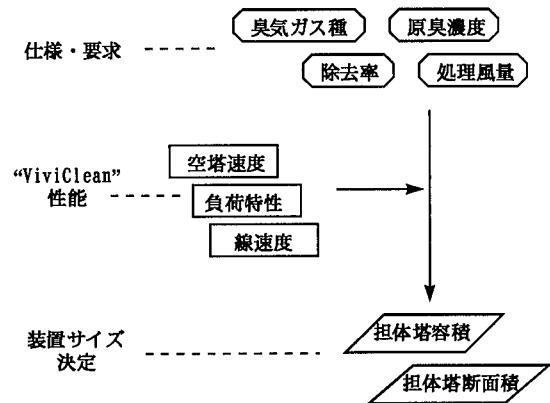 臭気ガス種
原臭濃度
仕様・要求
除去率
処理風量
空塔速度
“ViviClean”
性能
負荷特性
線速度
担体塔容積
装置サイズ
決定
担体塔断面積